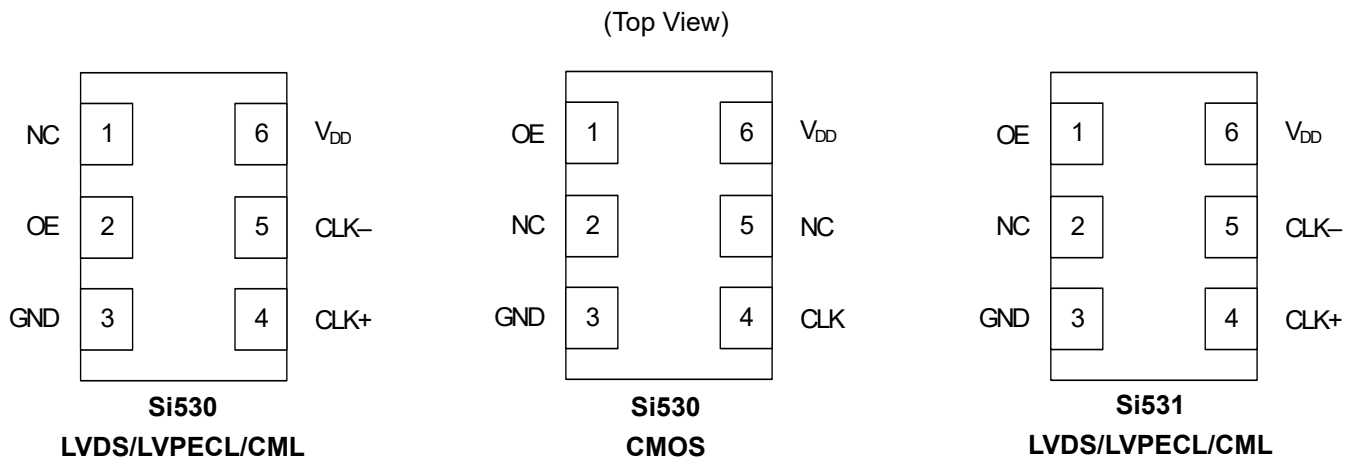 (Top View)
NC 1 6 VDD
OE 2 5 CLK–
GND 3 4 CLK+
Si530
LVDS/LVPECL/CML
OE 1 6 VDD
NC 2 5 NC
GND 3 4 CLK
Si530
CMOS
OE 1 6 VDD
NC 2 5 CLK–
GND 3 4 CLK+
Si531
LVDS/LVPECL/CML